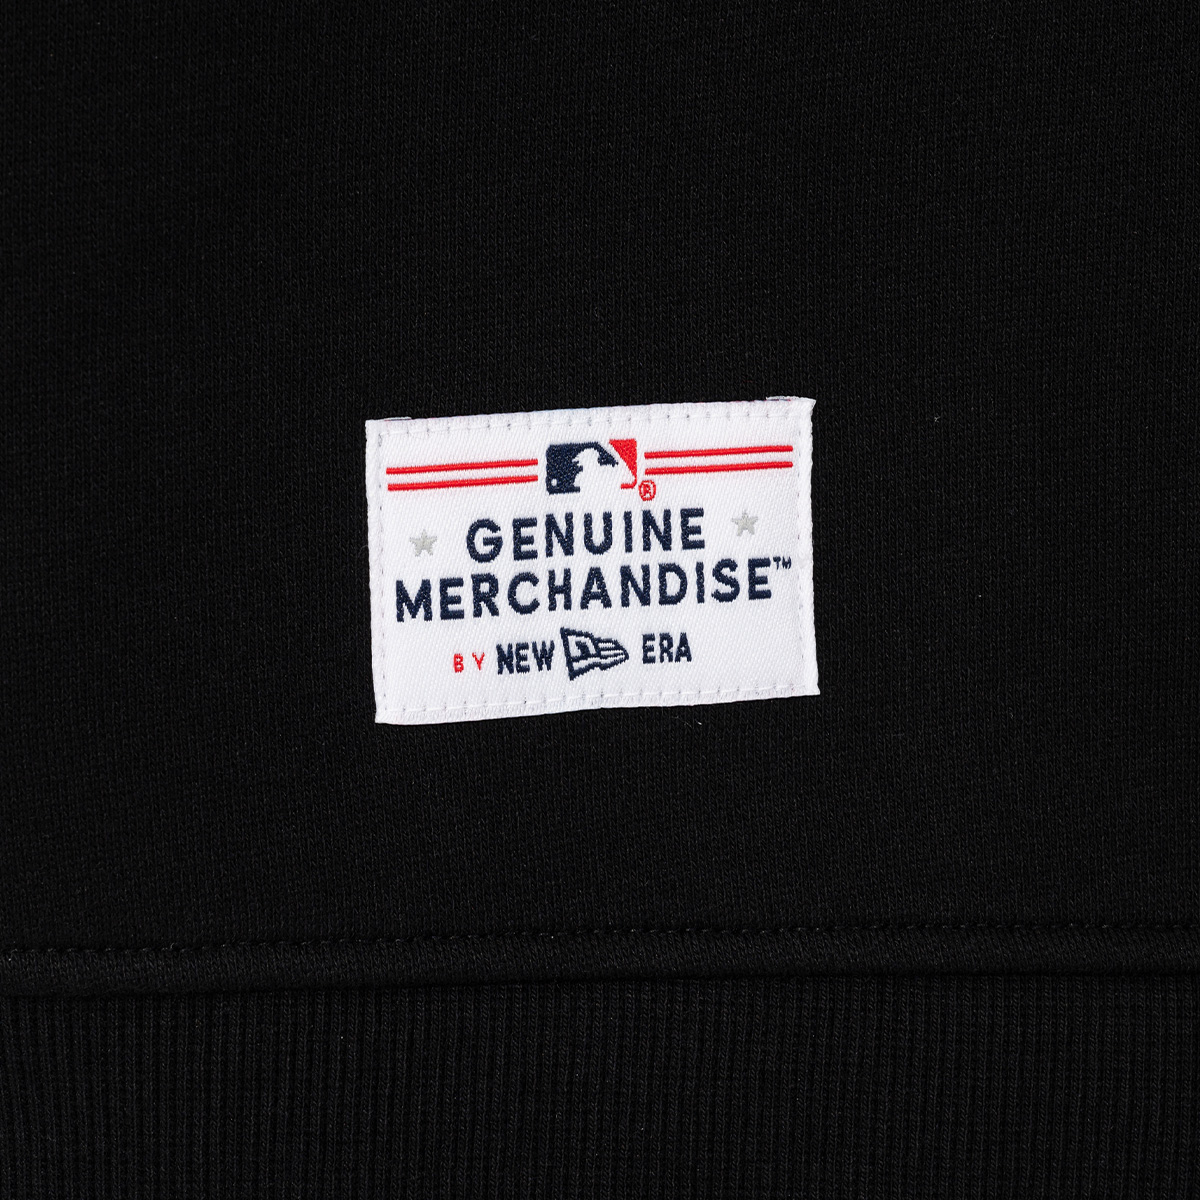 ®
GENUINE
MERCHANDISE™
BY NEW ERA